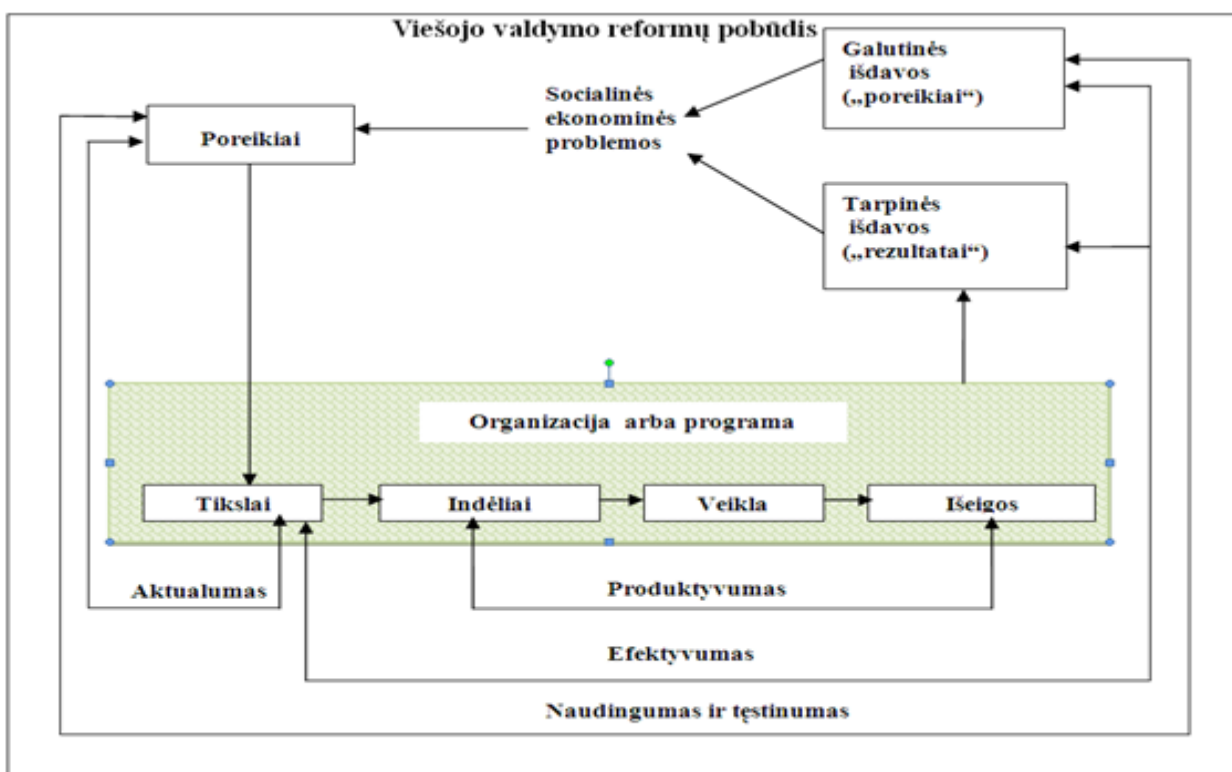 Viešojo valdymo reformų pobūdis
Galutinės
išdavos
(„poreikiai“)
Socialinės
ekonominės
problemos
Poreikiai
Tarpinės
išdavos
(„rezultatai“)
Organizacija arba programa
Tikslai
Indėliai
Veikla
Išeigos
Aktualumas
Produktyvumas
Efektyvumas
Naudingumas ir tęstinumas